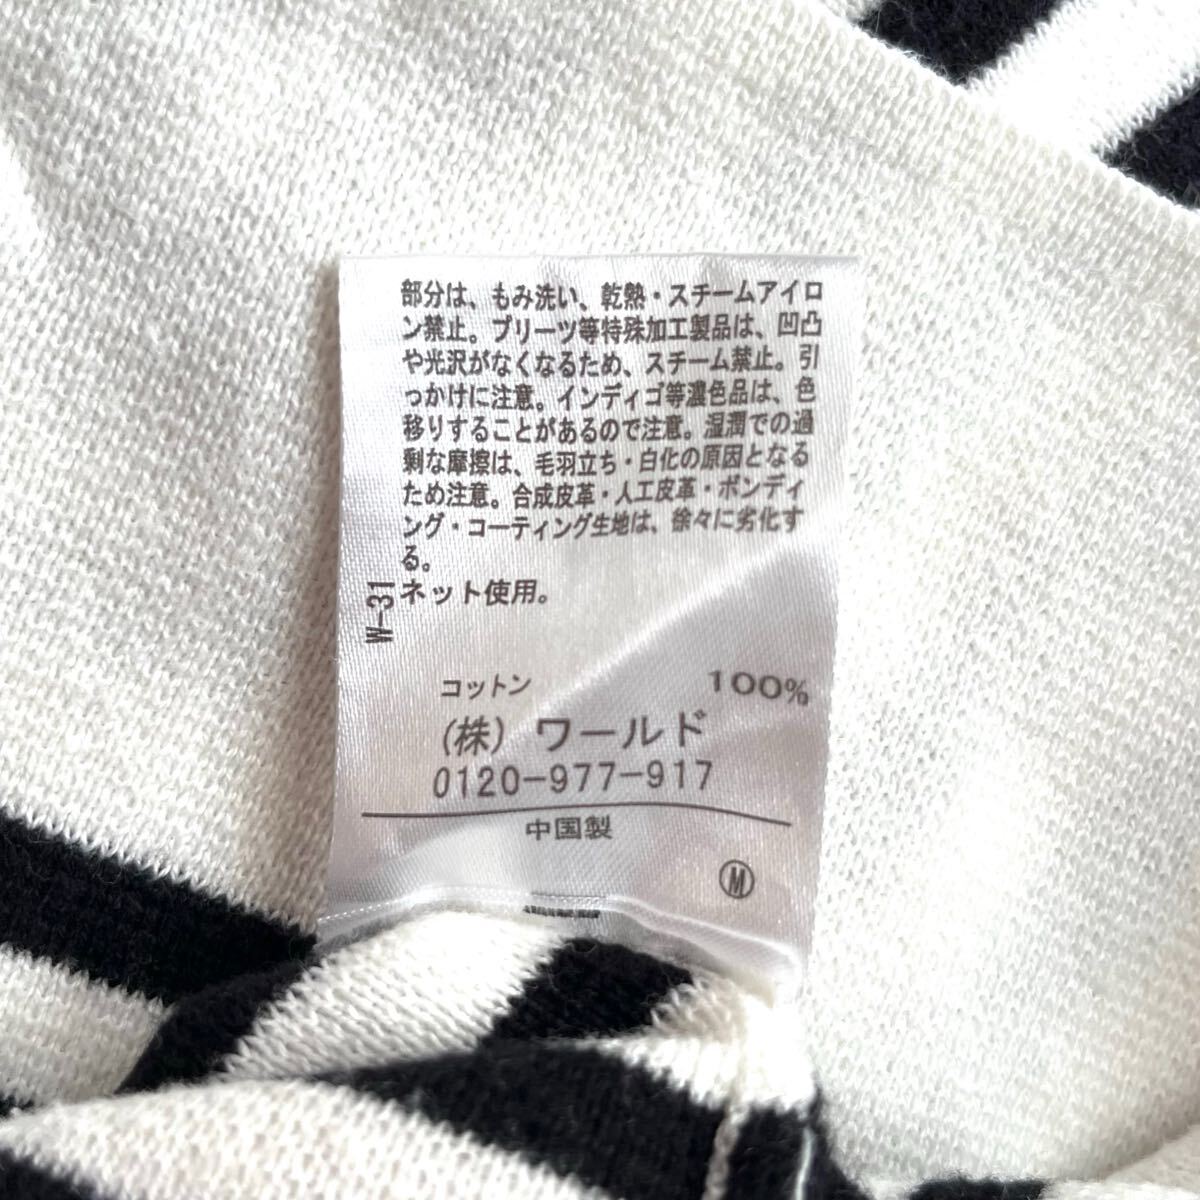 部分は、もみ洗い、乾熱・スチームアイロ
ン禁止。プリーツ等特殊加工製品は、凹凸
や光沢がなくなるため、スチーム禁止。引
っかけに注意。インディゴ等濃色品は、色
移りすることがあるので注意。湿潤での過
剰な摩擦は、毛羽立ち・白化の原因となる
ため注意。合成皮革・人工皮革・ボンディ
ング・コーティング生地は、徐々に劣化す
る。
ネット使用。
W-31
コットン 100%
(株) ワールド
0120-977-917
中国製
M